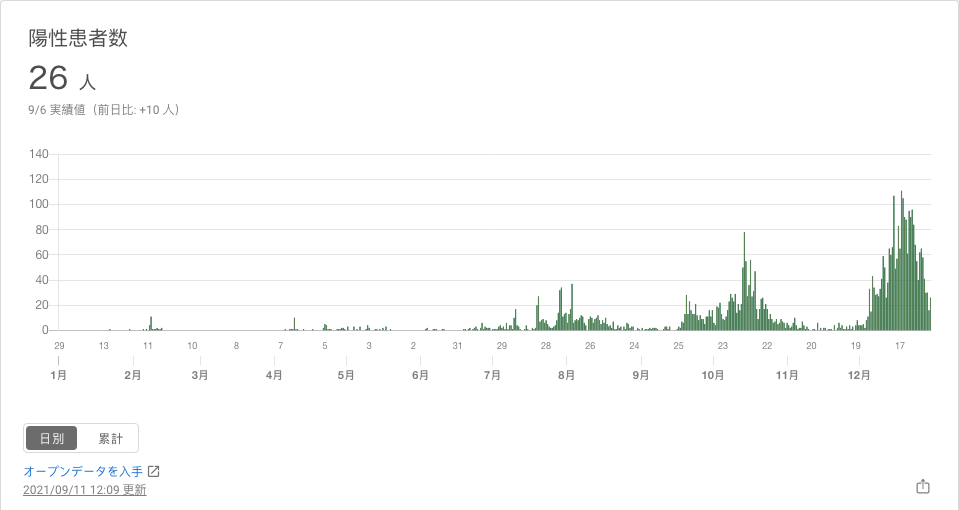 陽性患者数
26 人
9/6 実績値（前日比: +10 人）
140
120
100
80
60
40
20
0
29 13 11 10 8 7 5 3 2 31 29 28 26 24 25 23 22 20 19 17
1月 2月 3月 4月 5月 6月 7月 8月 9月 10月 11月 12月
日別 累計
オープンデータを入手
2021/09/11 12:09 更新